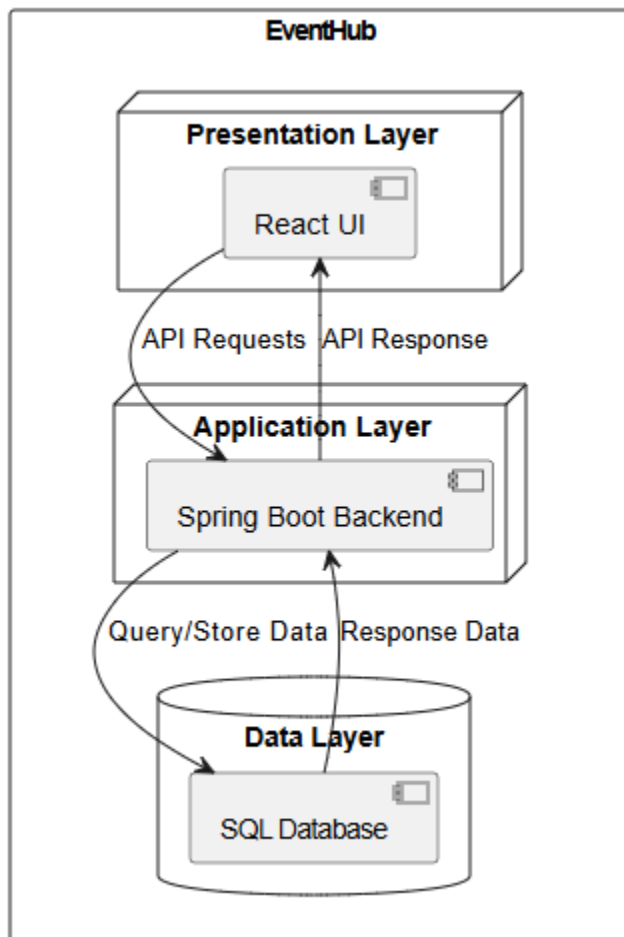 EventHub
Presentation Layer
React UI
API Requests
API Response
Application Layer
Spring Boot Backend
Query/Store Data
Response Data
Data Layer
SQL Database